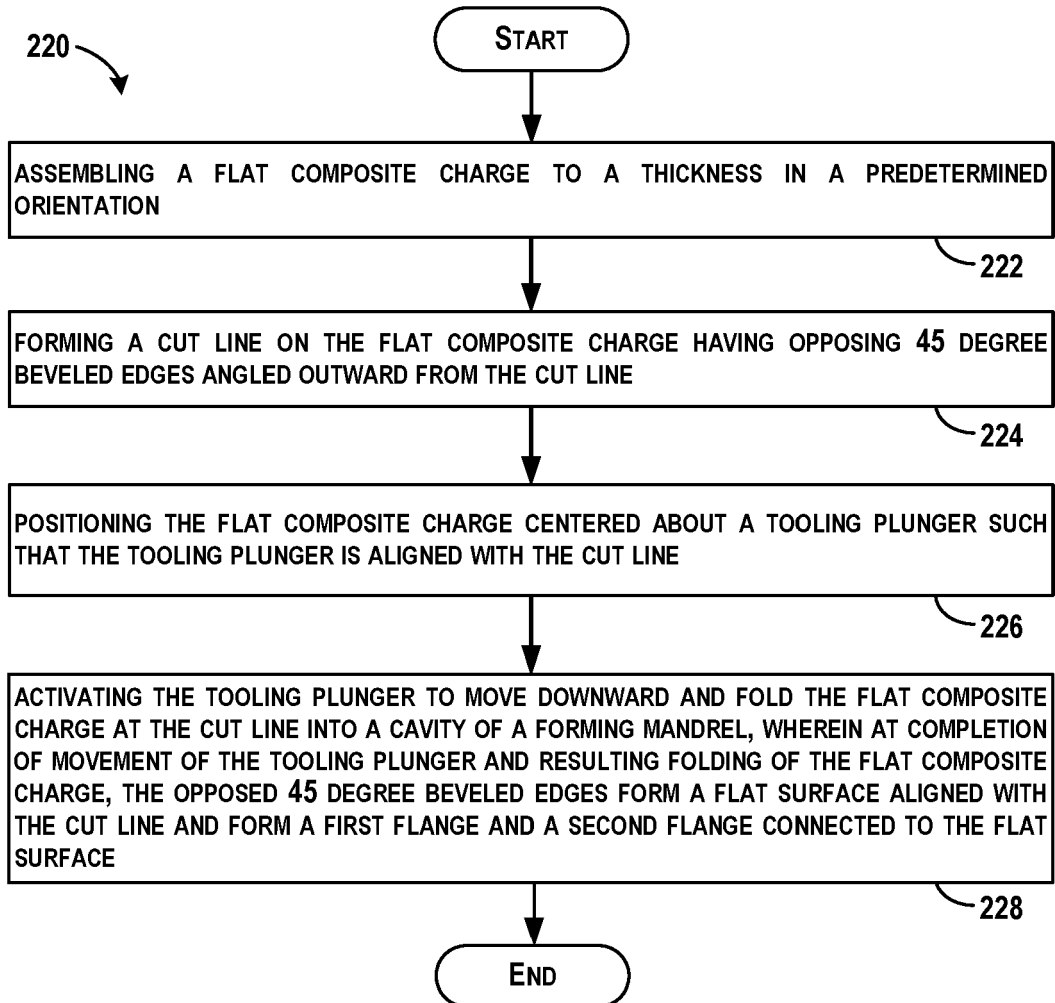 START
220
ASSEMBLING A FLAT COMPOSITE CHARGE TO A THICKNESS IN A PREDETERMINED
ORIENTATION
222
FORMING A CUT LINE ON THE FLAT COMPOSITE CHARGE HAVING OPPOSING 45 DEGREE
BEVELED EDGES ANGLED OUTWARD FROM THE CUT LINE
224
POSITIONING THE FLAT COMPOSITE CHARGE CENTERED ABOUT A TOOLING PLUNGER SUCH
THAT THE TOOLING PLUNGER IS ALIGNED WITH THE CUT LINE
226
ACTIVATING THE TOOLING PLUNGER TO MOVE DOWNWARD AND FOLD THE FLAT COMPOSITE
CHARGE AT THE CUT LINE INTO A CAVITY OF A FORMING MANDREL, WHEREIN AT COMPLETION
OF MOVEMENT OF THE TOOLING PLUNGER AND RESULTING FOLDING OF THE FLAT COMPOSITE
CHARGE, THE OPPOSED 45 DEGREE BEVELED EDGES FORM A FLAT SURFACE ALIGNED WITH
THE CUT LINE AND FORM A FIRST FLANGE AND A SECOND FLANGE CONNECTED TO THE FLAT
SURFACE
228
END